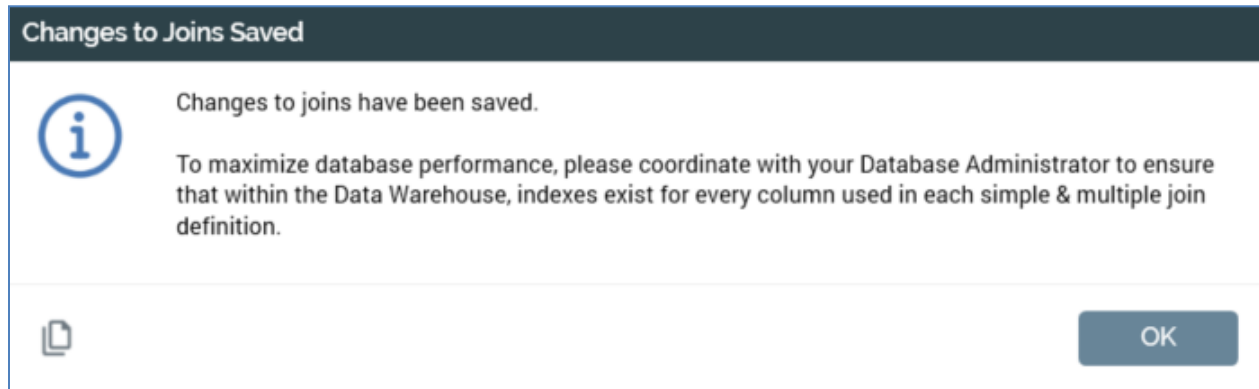 Changes to Joins Saved
Changes to joins have been saved.
To maximize database performance, please coordinate with your Database Administrator to ensure
that within the Data Warehouse, indexes exist for every column used in each simple & multiple join
definition.
OK